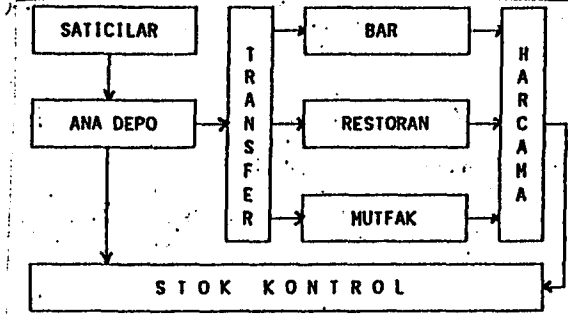 SATICILAR
ANA DEPO
TRANSFER
BAR
RESTORAN
MUTFAK
HARCAMA
STOK KONTROL